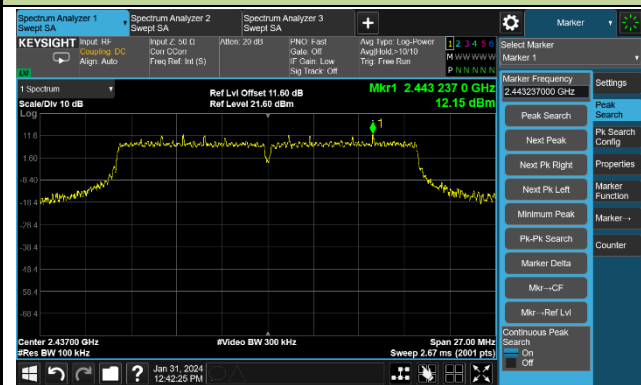 Spectrum Analyzer 1
Swept SA
Spectrum Analyzer 2
Swept SA
Spectrum Analyzer 3
Swept SA
+
Marker
KEYSIGHT
Input: RF
Coupling: DC
Align: Auto
Input Z: 50 Ω
Corr CCorr
Freq Ref: Int (S)
Atten: 20 dB
PNO: Fast
Gate: Off
IF Gain: Low
Sig Track: Off
Avg Type: Log-Power
Avg|Hold:>10/10
Trig: Free Run
1 2 3 4 5 6
M W W W W W
P N N N N N
Select Marker
Marker 1
1 Spectrum
Scale/Div 10 dB
Log
Ref Lvl Offset 11.60 dB
Ref Level 21.60 dBm
Mkr1 2.443 237 0 GHz
12.15 dBm
1
11.6
1.60
-8.40
-18.4
-28.4
-38.4
-48.4
-58.4
-68.4
Center 2.43700 GHz
#Res BW 100 kHz
#Video BW 300 kHz
Span 27.00 MHz
Sweep 2.67 ms (2001 pts)
Marker Frequency
2.443237000 GHz
Peak Search
Next Peak
Next Pk Right
Next Pk Left
Minimum Peak
Pk-Pk Search
Marker Delta
Mkr→CF
Mkr→Ref Lvl
Continuous Peak
Search
On
Off
Settings
Peak
Search
Pk Search
Config
Properties
Marker
Function
Marker→
Counter
?
Jan 31, 2024
12:42:25 PM